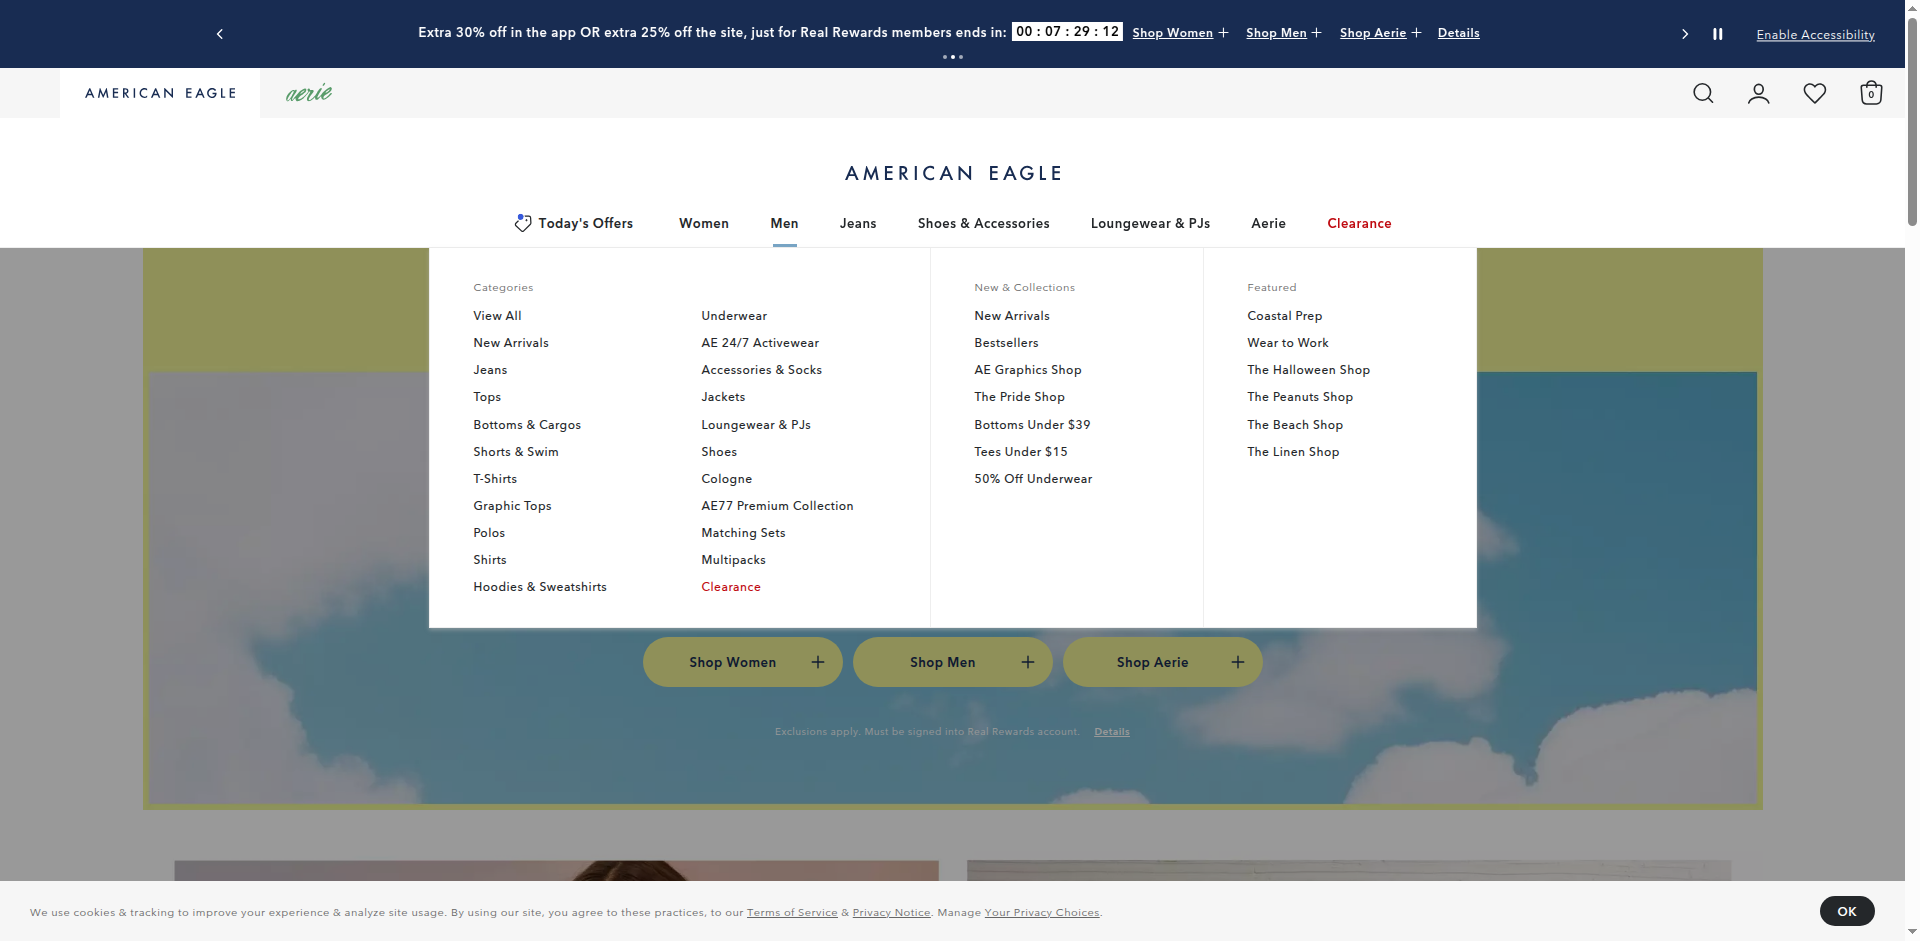 Extra 30% off in the app OR extra 25% off the site, just for Real Rewards members ends in: 00 : 07 : 29 : 12 Shop Women + Shop Men + Shop Aerie + Details
Enable Accessibility
AMERICAN EAGLE
aerie
0
AMERICAN EAGLE
Today's Offers Women Men Jeans Shoes & Accessories Loungewear & PJs Aerie Clearance
Categories
View All
New Arrivals
Jeans
Tops
Bottoms & Cargos
Shorts & Swim
T-Shirts
Graphic Tops
Polos
Shirts
Hoodies & Sweatshirts
Underwear
AE 24/7 Activewear
Accessories & Socks
Jackets
Loungewear & PJs
Shoes
Cologne
AE77 Premium Collection
Matching Sets
Multipacks
Clearance
New & Collections
New Arrivals
Bestsellers
AE Graphics Shop
The Pride Shop
Bottoms Under $39
Tees Under $15
50% Off Underwear
Featured
Coastal Prep
Wear to Work
The Halloween Shop
The Peanuts Shop
The Beach Shop
The Linen Shop
Shop Women + Shop Men + Shop Aerie +
Exclusions apply. Must be signed into Real Rewards account. Details
We use cookies & tracking to improve your experience & analyze site usage. By using our site, you agree to these practices, to our Terms of Service & Privacy Notice. Manage Your Privacy Choices.
OK